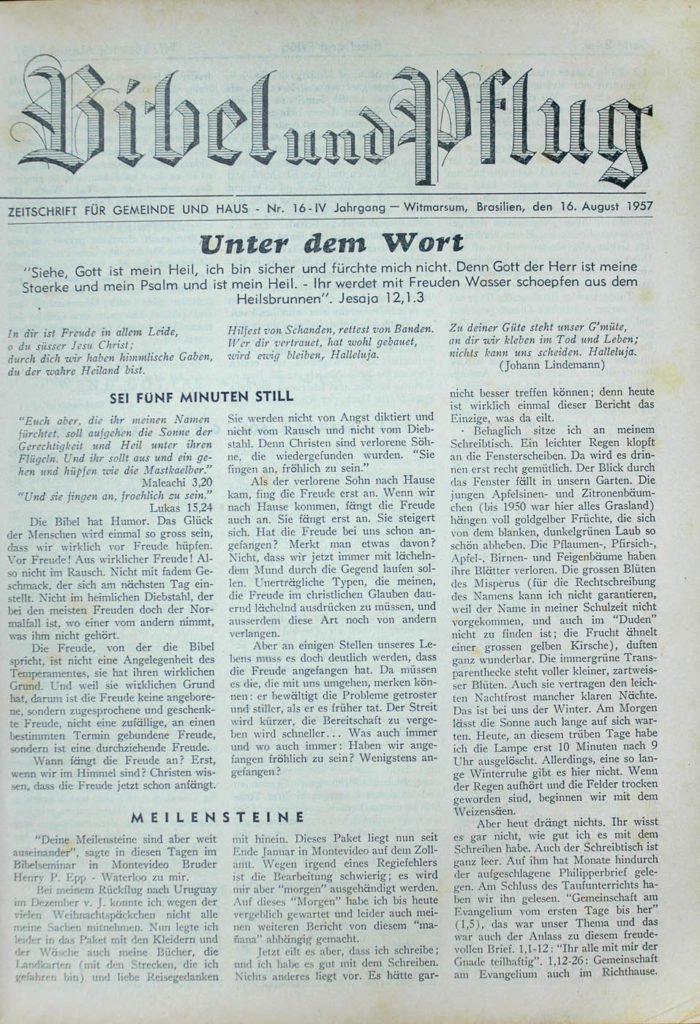 Bibel und Pflug
ZEITSCHRIFT FÜR GEMEINDE UND HAUS - Nr. 16-IV Jahrgang — Witmarsum, Brasilien, den 16. August 1957
Unter dem Wort
"Siehe, Gott ist mein Heil, ich bin sicher und fürchte mich nicht. Denn Gott der Herr ist meine
Staerke und mein Psalm und ist mein Heil. - Ihr werdet mit Freuden Wasser schoepfen aus dem
Heilsbrunnen". Jesaja 12,1.3
In dir ist Freude in allem Leide,
o du süsser Jesu Christ;
durch dich wir haben himmlische Gaben,
du der wahre Heiland bist.
Hilfest von Schanden, rettest von Banden.
Wer dir vertrauet, hat wohl gebauet,
wird ewig bleiben, Halleluja.
Zu deiner Güte steht unser G'müte,
an dir wir kleben im Tod und Leben;
nichts kann uns scheiden. Halleluja.
(Johann Lindemann)
SEI FÜNF MINUTEN STILL
"Euch aber, die ihr meinen Namen
fürchtet, soll aufgehen die Sonne der
Gerechtigkeit und Heil unter ihren
Flügeln. Und ihr sollt aus und ein ge-
hen und hüpfen wie die Mastkaelber."
Maleachi 3,20
"Und sie fingen an, froehlich zu sein."
Lukas 15,24
Die Bibel hat Humor. Das Glück
der Menschen wird einmal so gross sein,
dass wir wirklich vor Freude hüpfen.
Vor Freude! Aus wirklicher Freude! Al-
so nicht im Rausch. Nicht mit fadem Ge-
schmack, der sich am nächsten Tag ein-
stellt. Nicht im heimlichen Diebstahl, der
bei den meisten Freuden doch der Nor-
malfall ist, wo einer vom andern nimmt,
was ihm nicht gehört.
Die Freude, von der die Bibel
spricht, ist nicht eine Angelegenheit des
Temperamentes, sie hat ihren wirklichen
Grund. Und weil sie wirklichen Grund
hat, darum ist die Freude keine angebore-
ne, sondern zugesprochene und geschenk-
te Freude, nicht eine zufällige, an einen
bestimmten Termin gebundene Freude,
sondern ist eine durchziehende Freude.
Wann fängt die Freude an? Erst,
wenn wir im Himmel sind? Christen wis-
sen, dass die Freude jetzt schon anfängt.
Sie werden nicht von Angst diktiert und
nicht vom Rausch und nicht vom Dieb-
stahl. Denn Christen sind verlorene Söh-
ne, die wiedergefunden wurden. "Sie
fingen an, fröhlich zu sein."
Als der verlorene Sohn nach Hause
kam, fing die Freude erst an. Wenn wir
nach Hause kommen, fängt die Freude
auch an. Sie fängt erst an. Sie steigert
sich. Hat die Freude bei uns schon an-
gefangen? Merkt man etwas davon?
Nicht, dass wir jetzt immer mit lächeln-
dem Mund durch die Gegend laufen sol-
len. Unerträgliche Typen, die meinen,
die Freude im christlichen Glauben dau-
ernd lächelnd ausdrücken zu müssen, und
ausserdem diese Art noch von andern
verlangen.
Aber an einigen Stellen unseres Le-
bens muss es doch deutlich werden, dass
die Freude angefangen hat. Da müssen
es die, die mit uns umgehen, merken kön-
nen: er bewältigt die Probleme getroster
und stiller, als er es früher tat. Der Streit
wird kürzer, die Bereitschaft zu verge-
ben wird schneller... Was auch immer
und wo auch immer: Haben wir ange-
fangen fröhlich zu sein? Wenigstens an-
gefangen?
MEILENSTEINE
"Deine Meilensteine sind aber weit
auseinander", sagte in diesen Tagen im
Bibelseminar in Montevideo Bruder
Henry P. Epp - Waterloo zu mir.
Bei meinem Rückflug nach Uruguay
im Dezember v. J. konnte ich wegen der
vielen Weihnachtspäckchen nicht alle
meine Sachen mitnehmen. Nun legte ich
leider in das Paket mit den Kleidern und
der Wäsche auch meine Bücher, die
Landkarten (mit den Strecken, die ich
gefahren bin) und liebe Reisegedanken
mit hinein. Dieses Paket liegt nun seit
Ende Januar in Montevideo auf dem Zoll-
amt. Wegen irgend eines Regiefehlers
ist die Bearbeitung schwierig; es wird
mir aber "morgen" ausgehändigt werden.
Auf dieses "Morgen" habe ich bis heute
vergeblich gewartet und leider auch mei-
nen weiteren Bericht von diesem "ma-
ñana" abhängig gemacht.
Jetzt eilt es aber, dass ich schreibe;
und ich habe es gut mit dem Schreiben.
Nichts anderes liegt vor. Es hätte gar-
nicht besser treffen können; denn heute
ist wirklich einmal dieser Bericht das
Einzige, was da eilt.
Behaglich sitze ich an meinem
Schreibtisch. Ein leichter Regen klopft
an die Fensterscheiben. Da wird es drin-
nen erst recht gemütlich. Der Blick durch
das Fenster fällt in unsern Garten. Die
jungen Apfelsinen- und Zitronenbäum-
chen (bis 1950 war hier alles Grasland)
hängen voll goldgelber Früchte, die sich
von dem blanken, dunkelgrünen Laub so
schön abheben. Die Pflaumen-, Pfirsich-,
Apfel-, Birnen- und Feigenbäume haben
ihre Blätter verloren. Die grossen Blüten
des Misperus (für die Rechtschreibung
des Namens kann ich nicht garantieren,
weil der Name in meiner Schulzeit nicht
vorgekommen, und auch im "Duden"
nicht zu finden ist; die Frucht ähnelt
einer grossen gelben Kirsche), duften
ganz wunderbar. Die immergrüne Trans-
parenthecke steht voller kleiner, zartweis-
ser Blüten. Auch sie vertragen den leich-
ten Nachtfrost mancher klaren Nächte.
Das ist bei uns der Winter. Am Morgen
lässt die Sonne auch lange auf sich war-
ten. Heute, an diesem trüben Tage habe
ich die Lampe erst 10 Minuten nach 9
Uhr ausgelöscht. Allerdings, eine so lan-
ge Winterruhe gibt es hier nicht. Wenn
der Regen aufhört und die Felder trocken
geworden sind, beginnen wir mit dem
Weizensäen.
Aber heut drängt nichts. Ihr wisst
es gar nicht, wie gut ich es mit dem
Schreiben habe. Auch der Schreibtisch ist
ganz leer. Auf ihm hat Monate hindurch
der aufgeschlagene Philipperbrief gele-
gen. Am Schluss des Taufunterrichts ha-
ben wir ihn gelesen. "Gemeinschaft am
Evangelium vom ersten Tage bis her"
(1,5), das war unser Thema und das
war auch der Anlass zu diesem freude-
vollen Brief. 1,1-12: "Ihr alle mit mir der
Gnade teilhaftig". 1,12-26: Gemeinschaft
am Evangelium auch im Richthause.